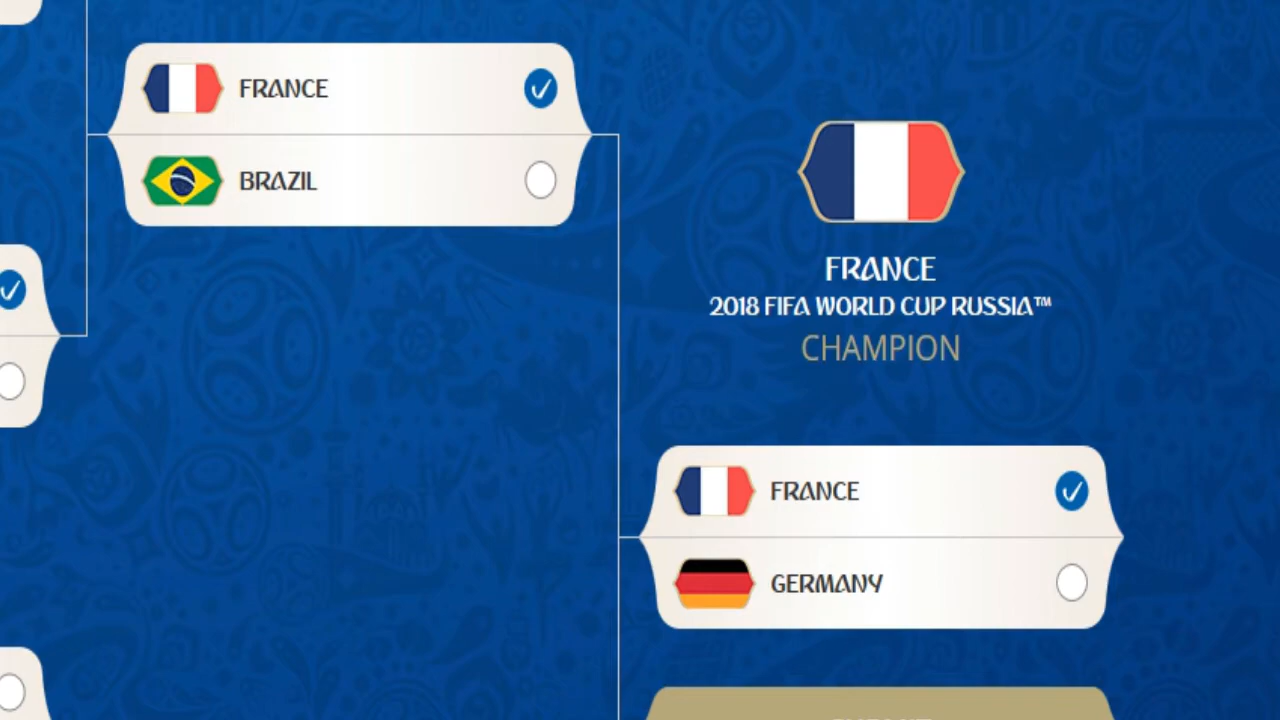 FRANCE
BRAZIL
FRANCE
2018 FIFA WORLD CUP RUSSIA™
CHAMPION
FRANCE
GERMANY